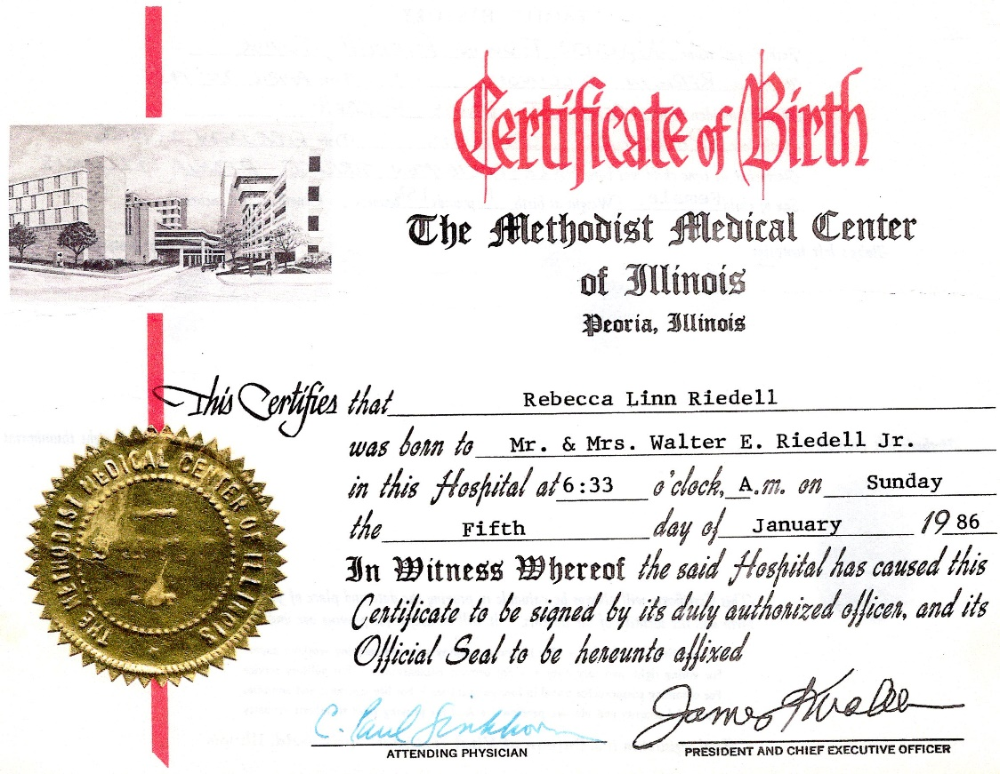 Certificate of Birth
The Methodist Medical Center
of Illinois
Peoria, Illinois
This Certifies that Rebecca Linn Riedell
was born to Mr. & Mrs. Walter E. Riedell Jr.
in this Hospital at 6:33 o'clock, A.m. on Sunday
the Fifth day of January 19 86
In Witness Whereof the said Hospital has caused this
Certificate to be signed by its duly authorized officer, and its
Official Seal to be hereunto affixed
THE METHODIST MEDICAL CENTER OF ILLINOIS
C. Paul Sinkhorn
James
ATTENDING PHYSICIAN
PRESIDENT AND CHIEF EXECUTIVE OFFICER